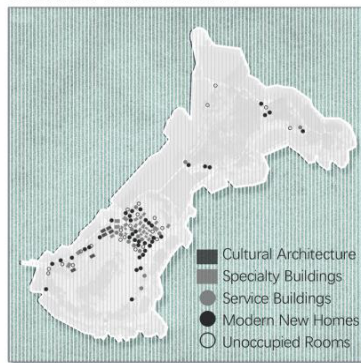 Cultural Architecture
Specialty Buildings
Service Buildings
Modern New Homes
Unoccupied Rooms